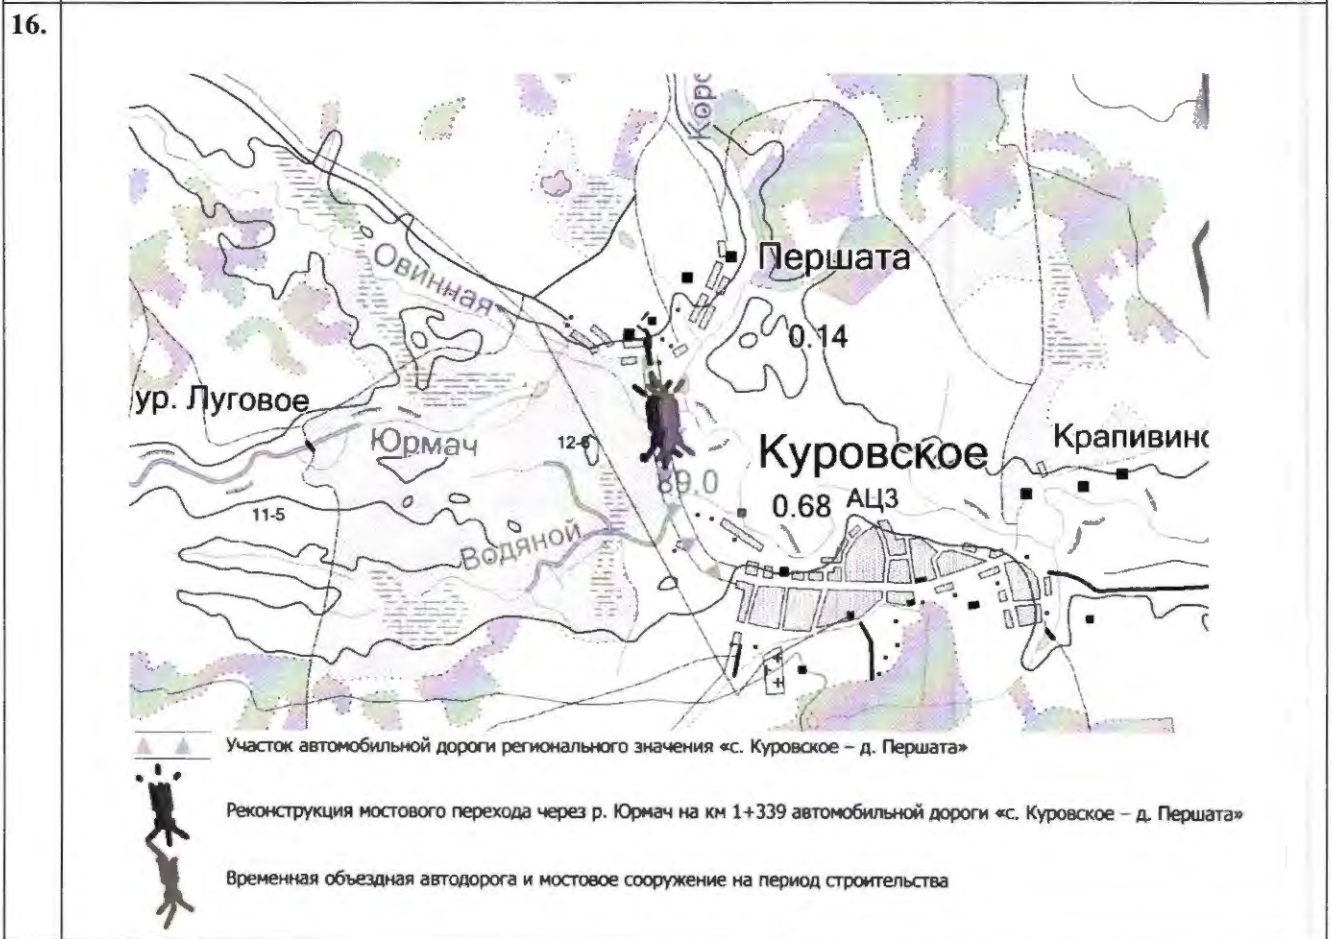 16.
Коро
Першата
Овинная
0.14
ур. Луговое
Юрмач
12-6
Куровское
Крапивино
89.0
0.68 АЦЗ
11-5
Водяной
Участок автомобильной дороги регионального значения «с. Куровское – д. Першата»
Реконструкция мостового перехода через р. Юрмач на км 1+339 автомобильной дороги «с. Куровское – д. Першата»
Временная объездная автодорога и мостовое сооружение на период строительства